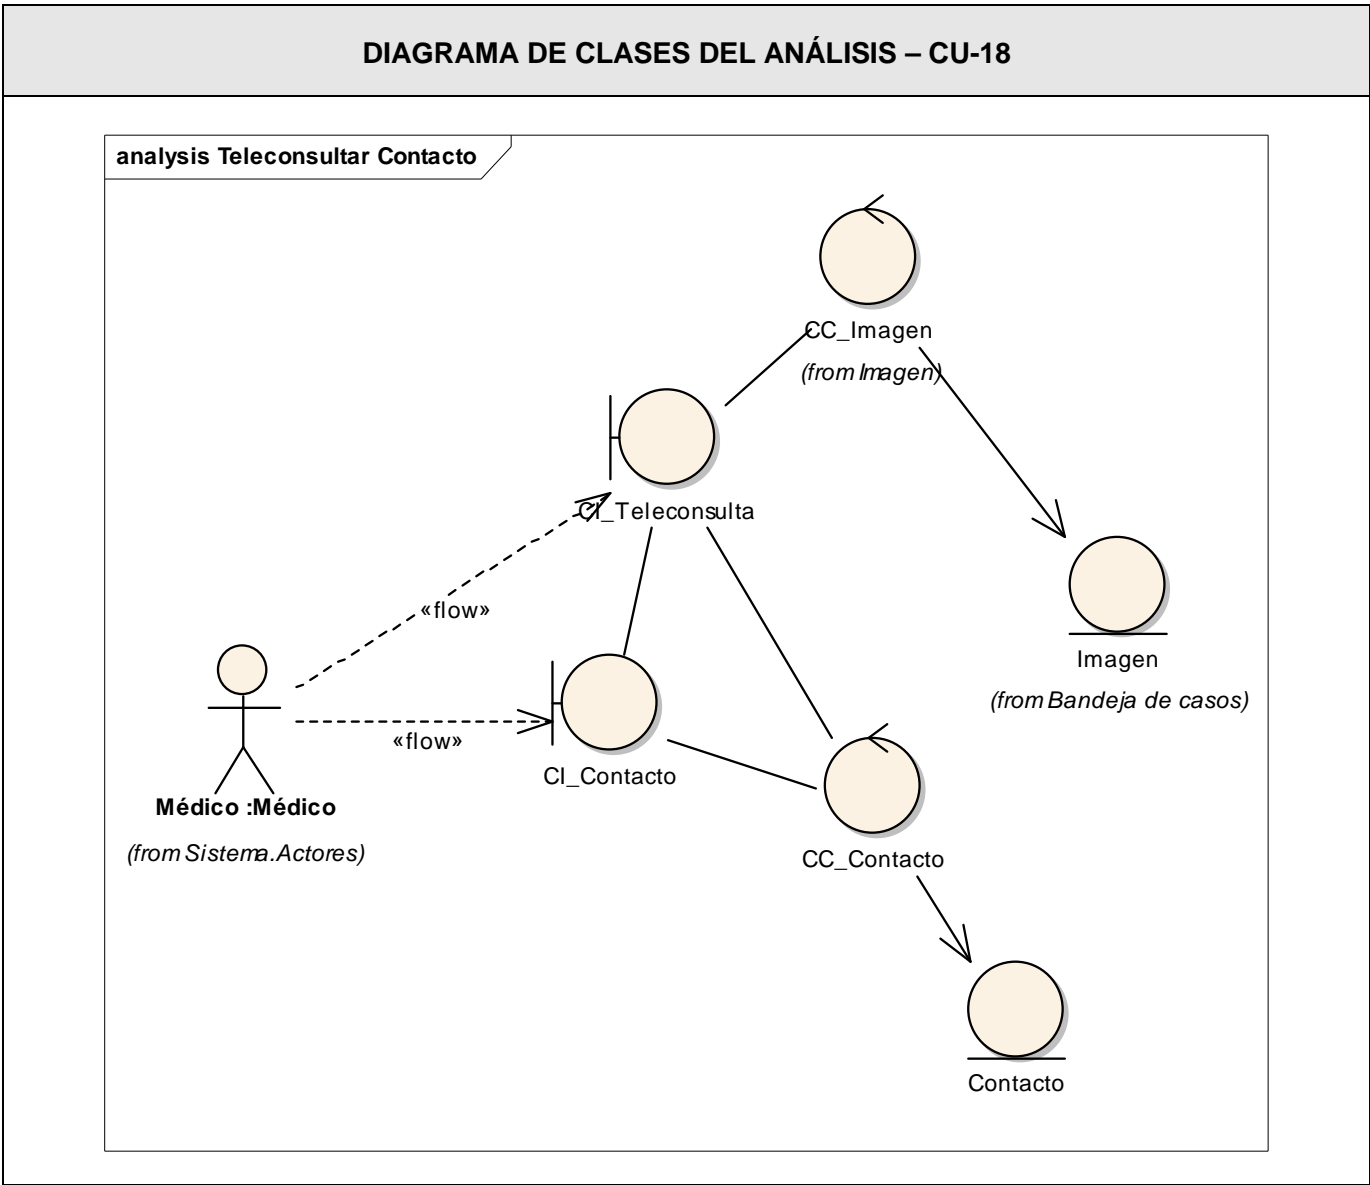 DIAGRAMA DE CLASES DEL ANÁLISIS – CU-18
analysis Teleconsultar Contacto
CC_Imagen
(from Imagen)
CI_Teleconsulta
«flow»
Imagen
(from Bandeja de casos)
«flow»
CI_Contacto
Médico :Médico
(from Sistema.Actores)
CC_Contacto
Contacto